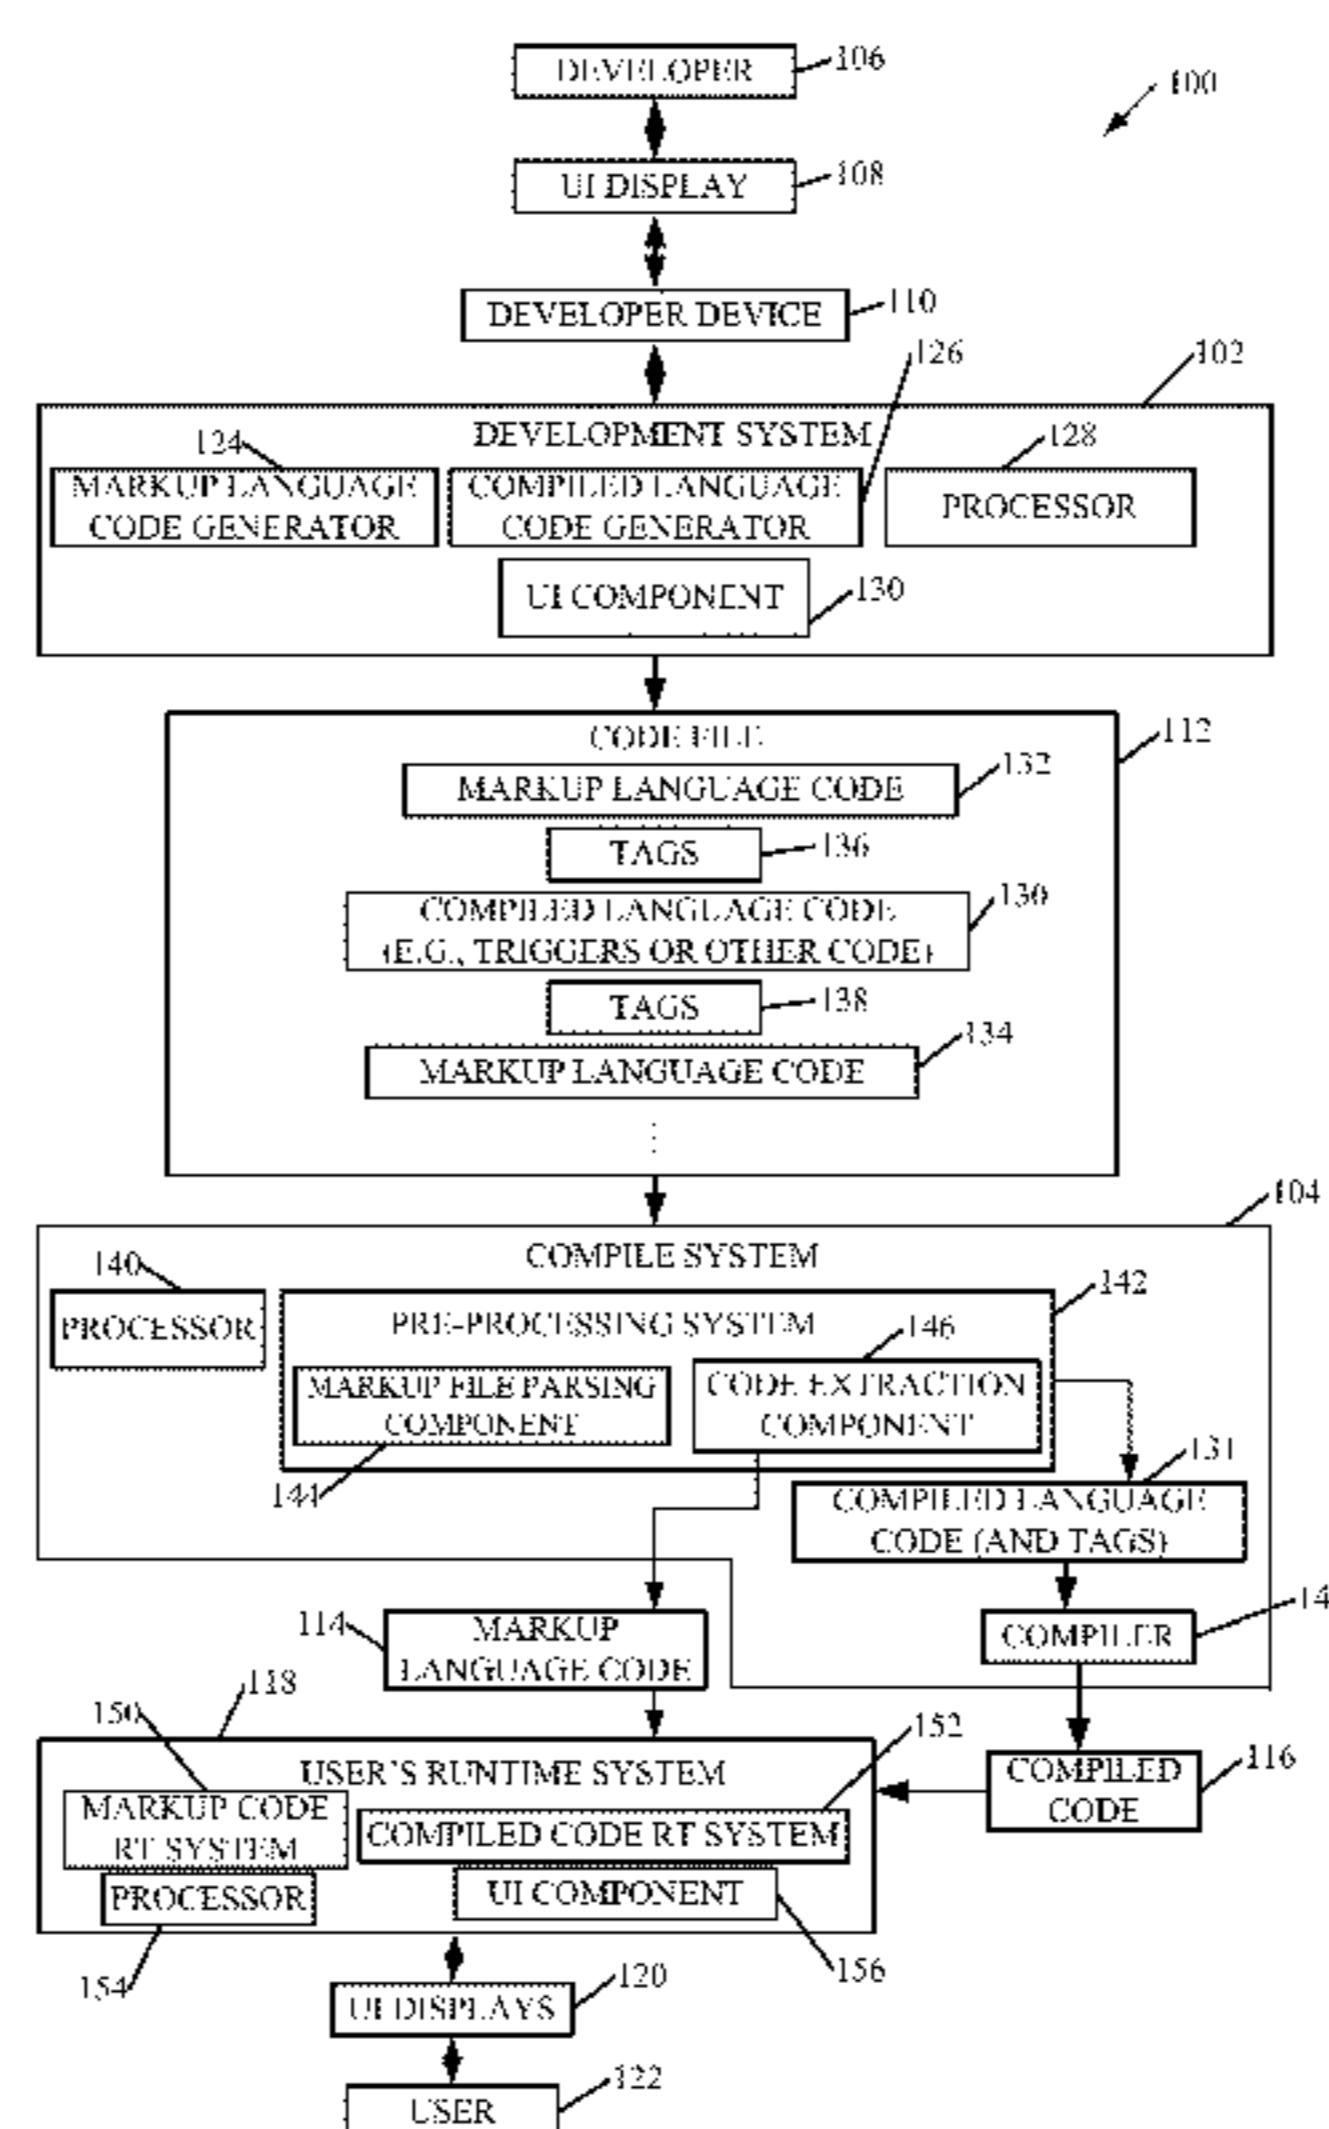 DEVELOPER
106
100
UI DISPLAY
108
DEVELOPER DEVICE
110
126
102
DEVELOPMENT SYSTEM
124
128
MARKUP LANGUAGE
CODE GENERATOR
COMPILED LANGUAGE
CODE GENERATOR
PROCESSOR
UI COMPONENT
130
CODE FILE
112
MARKUP LANGUAGE CODE
132
TAGS
136
COMPILED LANGUAGE CODE
(E.G., TRIGGERS OR OTHER CODE)
130
TAGS
138
134
MARKUP LANGUAGE CODE
104
COMPILE SYSTEM
140
142
PROCESSOR
PRE-PROCESSING SYSTEM
146
MARKUP FILE PARSING
COMPONENT
CODE EXTRACTION
COMPONENT
144
131
COMPILED LANGUAGE
CODE (AND TAGS)
114
MARKUP
LANGUAGE CODE
COMPILER
14
118
150
152
USER'S RUNTIME SYSTEM
MARKUP CODE
RT SYSTEM
COMPILED CODE RT SYSTEM
COMPILED
CODE
116
PROCESSOR
UI COMPONENT
154
156
UI DISPLAYS
120
USER
122